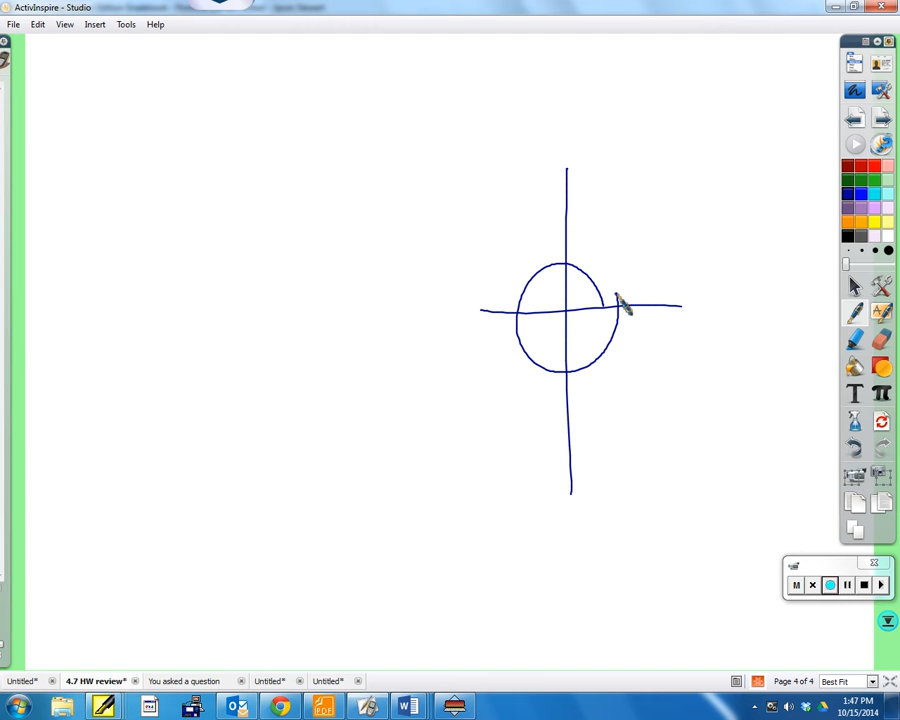 ActivInspire - Studio
File Edit View Insert Tools Help
T π
M
Untitled* 4.7 HW review* You asked a question Untitled* Untitled* Page 4 of 4 Best Fit
PDF W 1:47 PM
10/15/2014